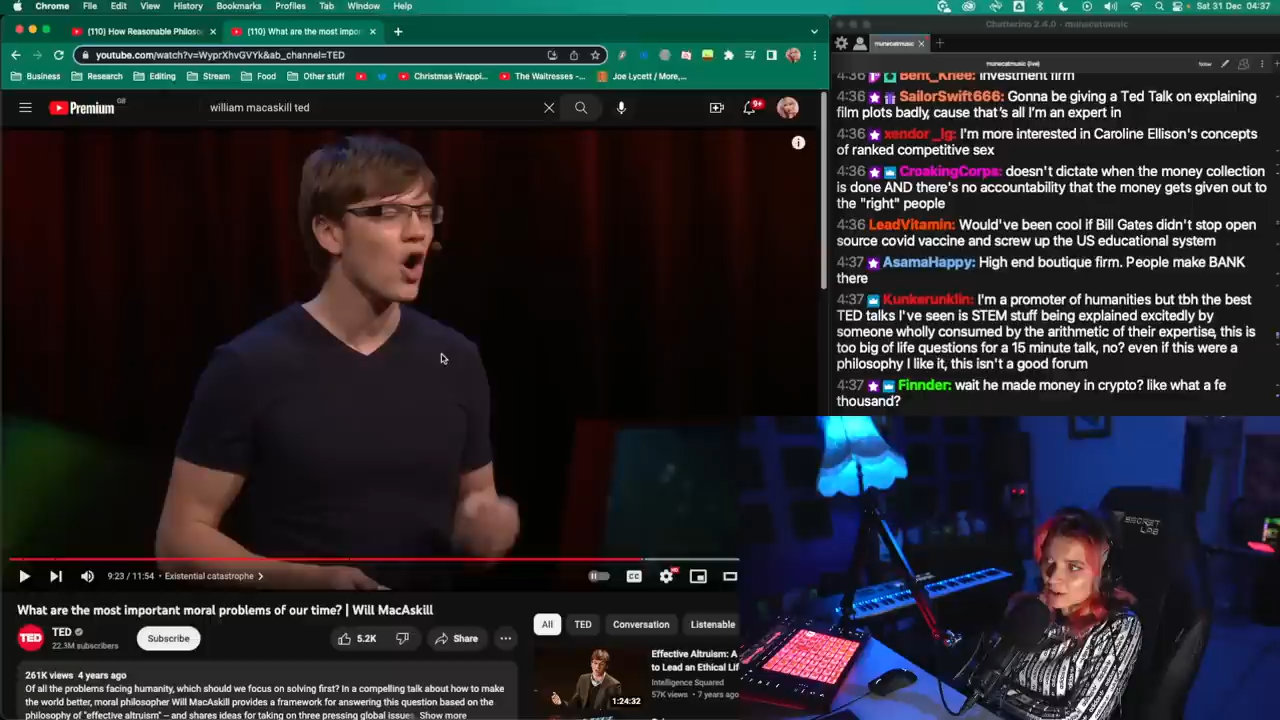 Chrome File Edit View History Bookmarks Profiles Tab Window Help
Sat 31 Dec 04:37
(110) How Reasonable Philoso
(110) What are the most impor
Chatterino 2.4.0 - munecatmusic
youtube.com/watch?v=WyprXhvGVYk&ab_channel=TED
munecatmusic
Business Research Editing Stream Food Other stuff Christmas Wrappi... The Waitresses -... Joe Lycett / More,...
munecatmusic (live)
follow
Premium GB
william macaskill ted
9+
4:36 Bent_Knee: investment firm
4:36 SailorSwift666: Gonna be giving a Ted Talk on explaining
film plots badly, cause that's all I'm an expert in
4:36 xendor_lg: I'm more interested in Caroline Ellison's concepts
of ranked competitive sex
4:36 CroakingCorps: doesn't dictate when the money collection
is done AND there's no accountability that the money gets given out to
the "right" people
4:36 LeadVitamin: Would've been cool if Bill Gates didn't stop open
source covid vaccine and screw up the US educational system
4:37 AsamaHappy: High end boutique firm. People make BANK
there
4:37 Kunkerunklin: I'm a promoter of humanities but tbh the best
TED talks I've seen is STEM stuff being explained excitedly by
someone wholly consumed by the arithmetic of their expertise, this is
too big of life questions for a 15 minute talk, no? even if this were a
philosophy I like it, this isn't a good forum
4:37 Finnder: wait he made money in crypto? like what a fe
thousand?
9:23 / 11:54 • Existential catastrophe
CC
HD
What are the most important moral problems of our time? | Will MacAskill
TED
TED
22.3M subscribers
Subscribe
5.2K
Share
All TED Conversation Listenable
261K views 4 years ago
Of all the problems facing humanity, which should we focus on solving first? In a compelling talk about how to make
the world better, moral philosopher Will MacAskill provides a framework for answering this question based on the
philosophy of "effective altruism" – and shares ideas for taking on three pressing global issues. Show more
Effective Altruism: A
to Lead an Ethical Lif
Intelligence Squared
57K views • 7 years ago
1:24:32
SECRET
LAB